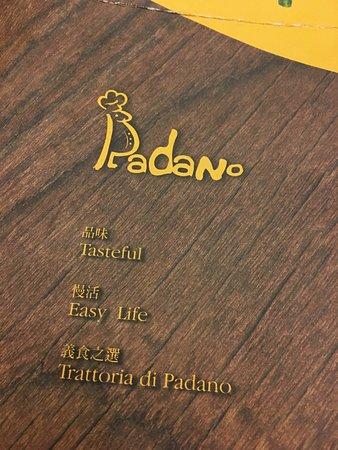 Padano
品味
Tasteful
慢活
Easy Life
義食之選
Trattoria di Padano